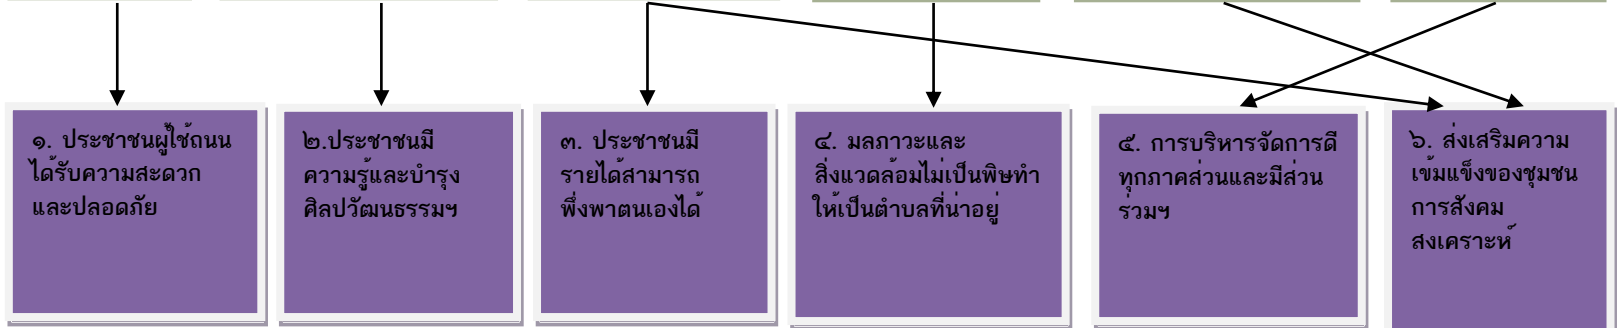 ๑. ประชาชนผู้ใช้ถนน
ได้รับความสะดวก
และปลอดภัย
๒.ประชาชนมี
ความรู้และบำรุง
ศิลปวัฒนธรรมฯ
๓. ประชาชนมี
รายได้สามารถ
พึ่งพาตนเองได้
๔. มลภาวะและ
สิ่งแวดล้อมไม่เป็นพิษทำ
ให้เป็นตำบลที่น่าอยู่
๕. การบริหารจัดการดี
ทุกภาคส่วนและมีส่วน
ร่วมฯ
๖. ส่งเสริมความ
เข้มแข็งของชุมชน
การสังคม
สงเคราะห์